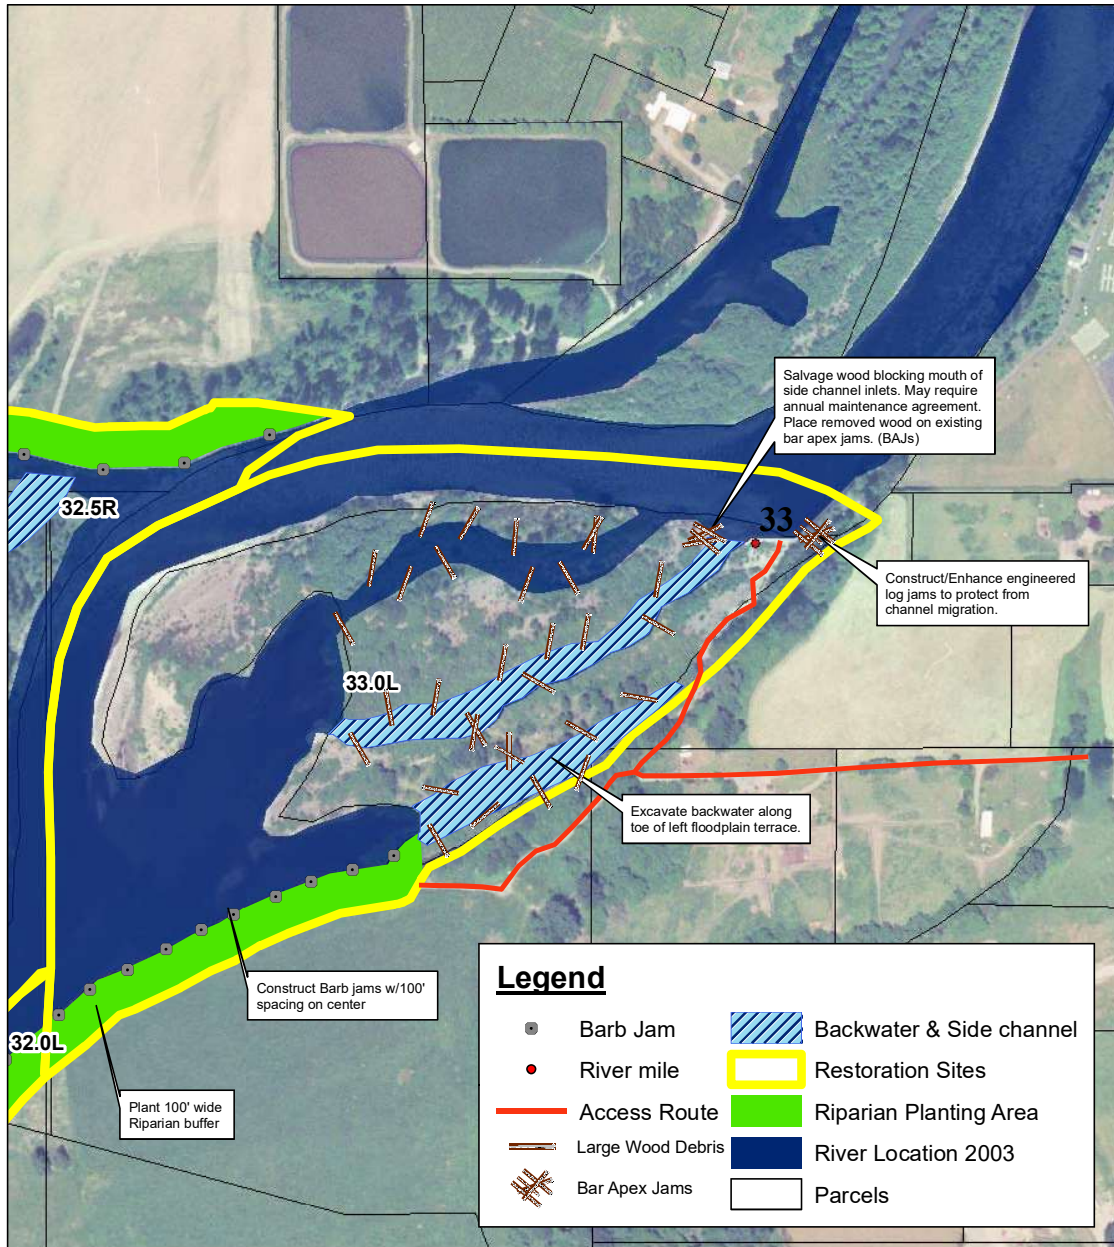 Salvage wood blocking mouth of
side channel inlets. May require
annual maintenance agreement.
Place removed wood on existing
bar apex jams. (BAJs)
32.5R
33
Construct/Enhance engineered
log jams to protect from
channel migration.
33.0L
Excavate backwater along
toe of left floodplain terrace.
Construct Barb jams w/100'
spacing on center
32.0L
Plant 100' wide
Riparian buffer
Legend
Barb Jam
River mile
Access Route
Large Wood Debris
Bar Apex Jams
Backwater & Side channel
Restoration Sites
Riparian Planting Area
River Location 2003
Parcels